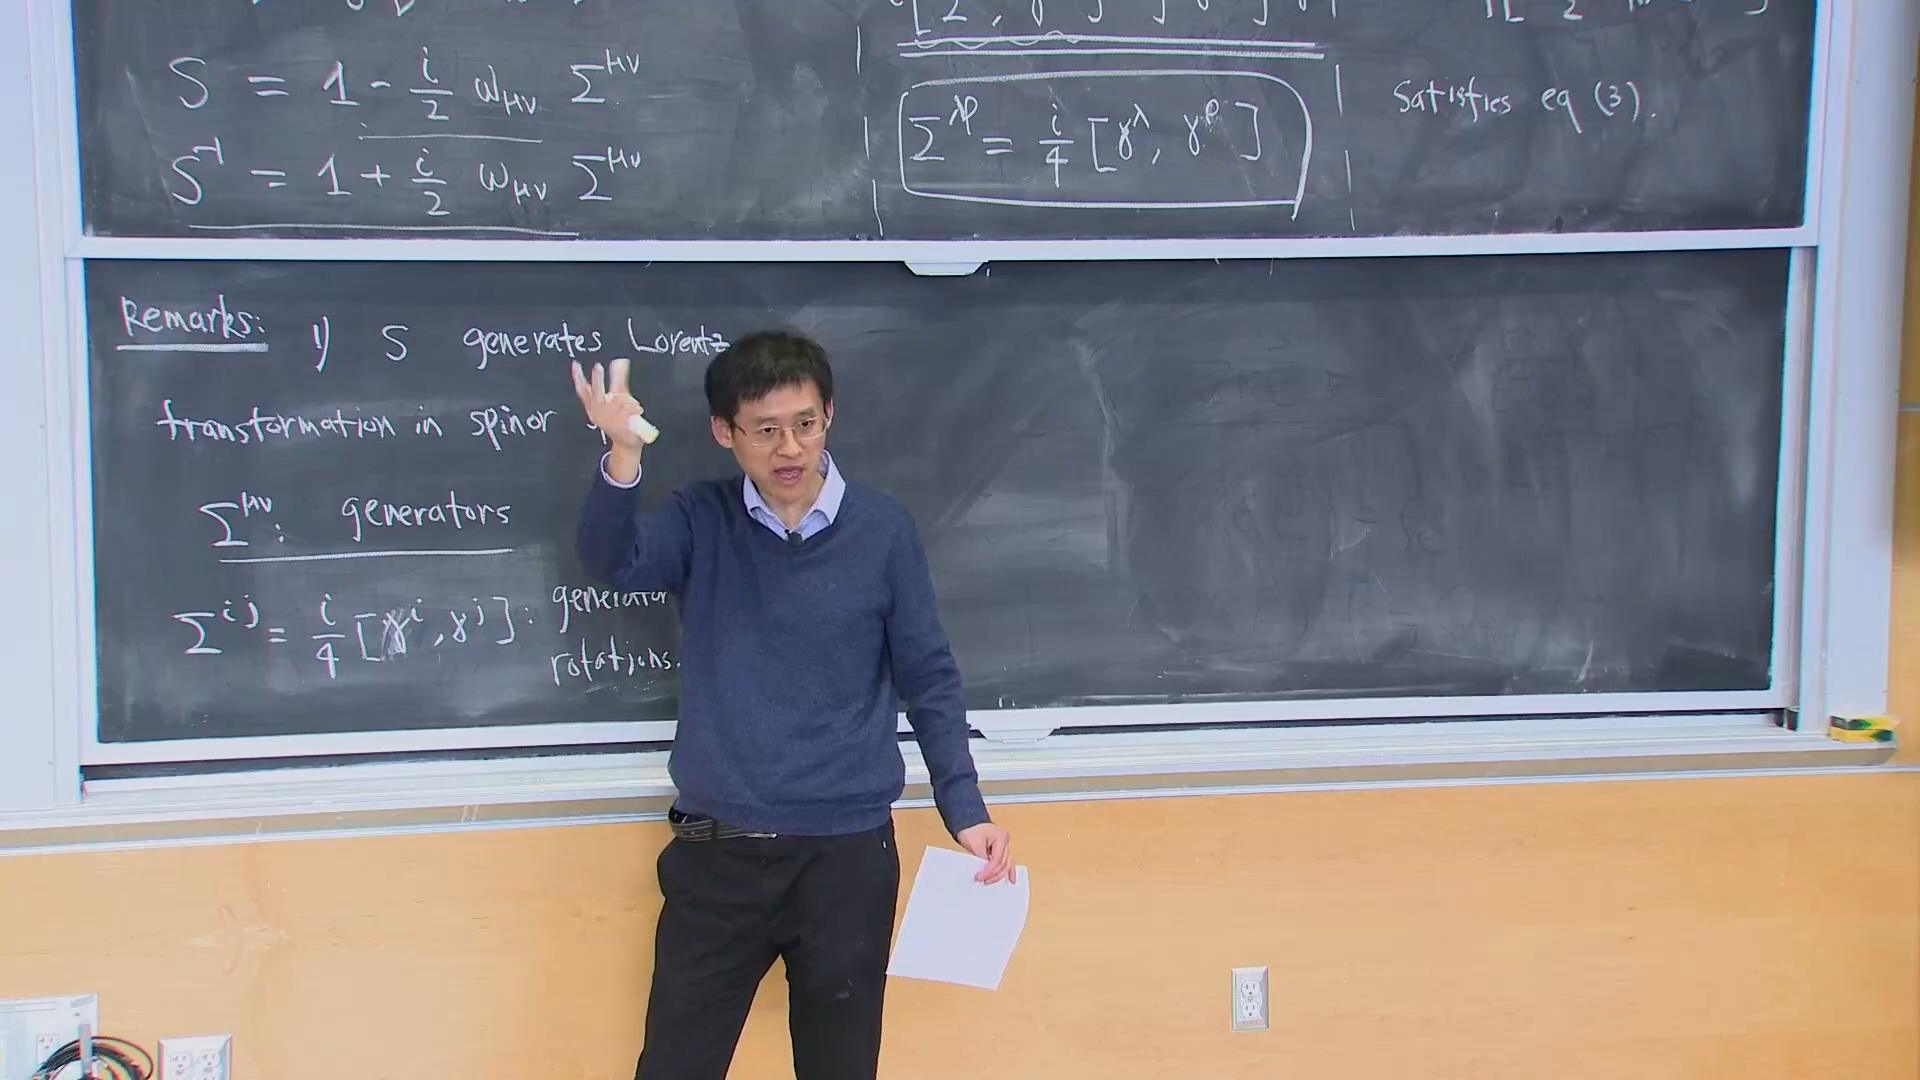 S = 1 - i/2 ω_μν Σ^μν
S^-1 = 1 + i/2 ω_μν Σ^μν
Σ^λρ = i/4 [γ^λ, γ^ρ]
Satisfies eq (3).
Remarks: 1) S generates Lorentz
transformation in spinor
Σ^μν: generators
Σ^ij = i/4 [γ^i, γ^j]: generator
rotations.